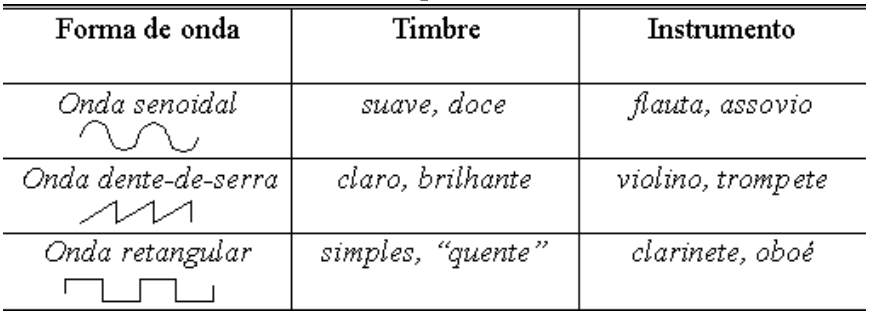 Forma de onda Timbre Instrumento
Onda senoidal suave, doce flauta, assovio
Onda dente-de-serra claro, brilhante violino, trompete
Onda retangular simples, “quente” clarinete, oboé